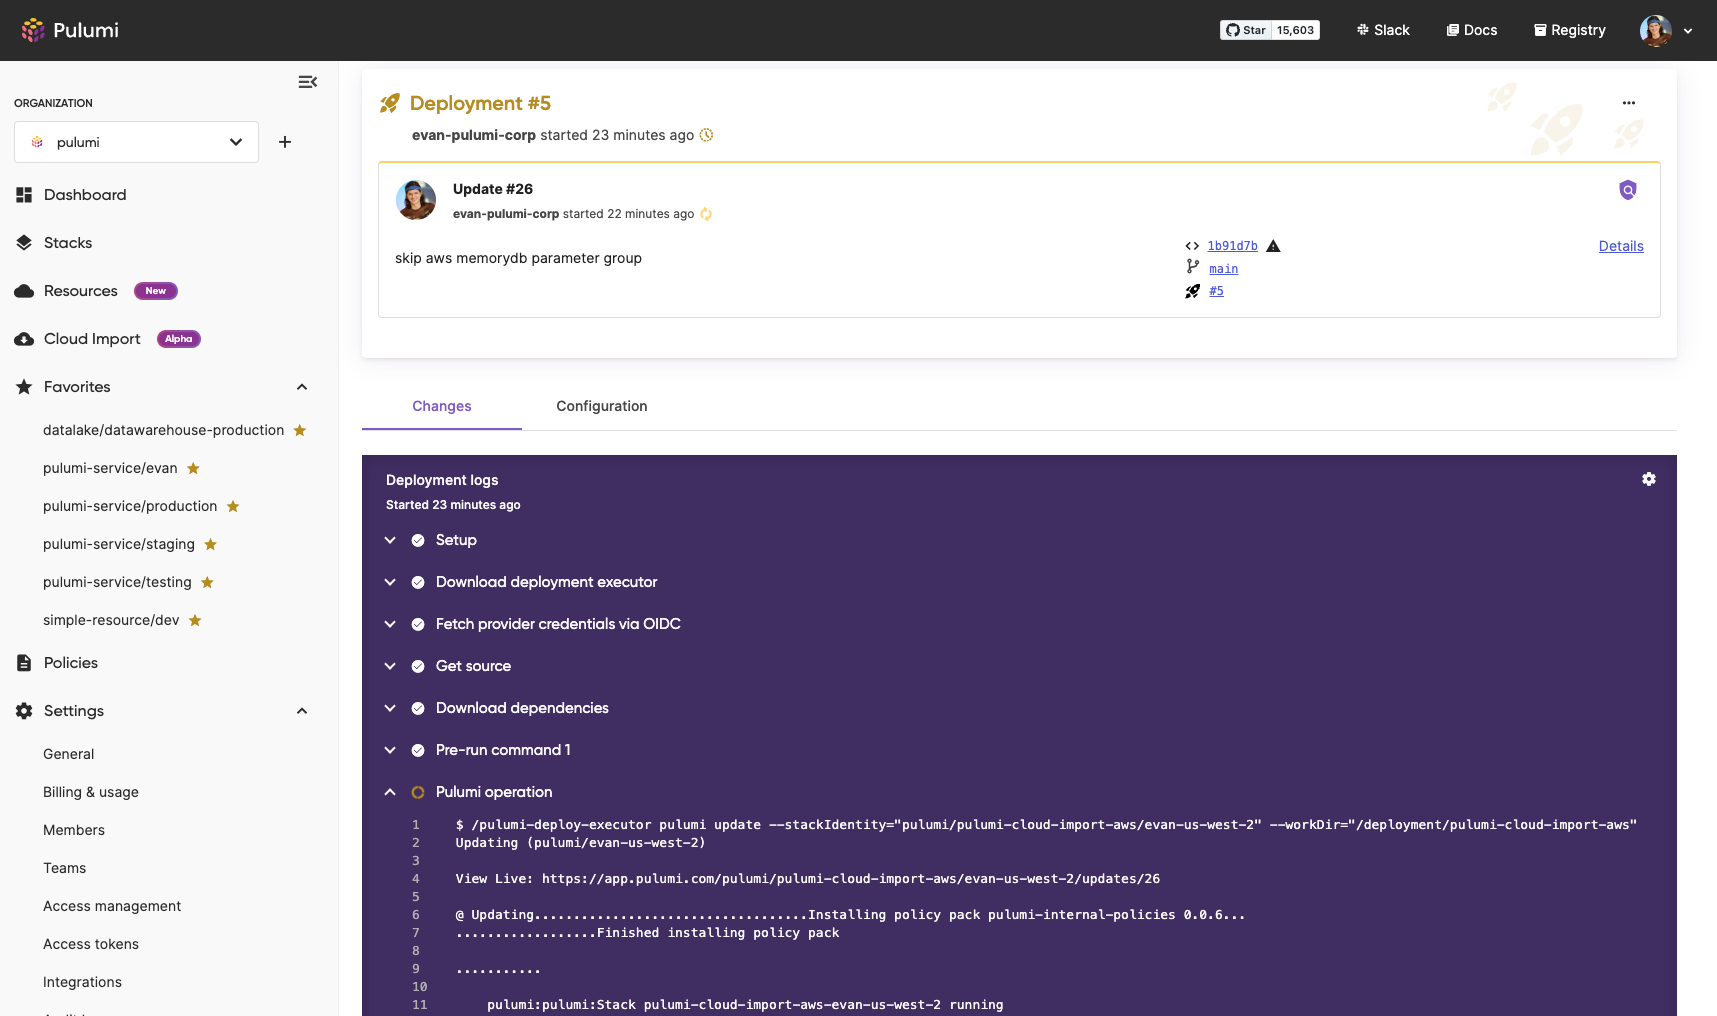 Pulumi
Star 15,603
Slack
Docs
Registry
ORGANIZATION
pulumi
Dashboard
Stacks
Resources New
Cloud Import Alpha
Favorites
datalake/datawarehouse-production
pulumi-service/evan
pulumi-service/production
pulumi-service/staging
pulumi-service/testing
simple-resource/dev
Policies
Settings
General
Billing & usage
Members
Teams
Access management
Access tokens
Integrations
Deployment #5
evan-pulumi-corp started 23 minutes ago
Update #26
evan-pulumi-corp started 22 minutes ago
skip aws memorydb parameter group
1b91d7b
main
#5
Details
Changes
Configuration
Deployment logs
Started 23 minutes ago
Setup
Download deployment executor
Fetch provider credentials via OIDC
Get source
Download dependencies
Pre-run command 1
Pulumi operation
1 $ /pulumi-deploy-executor pulumi update --stackIdentity="pulumi/pulumi-cloud-import-aws/evan-us-west-2" --workDir="/deployment/pulumi-cloud-import-aws"
2 Updating (pulumi/evan-us-west-2)
3
4 View Live: https://app.pulumi.com/pulumi/pulumi-cloud-import-aws/evan-us-west-2/updates/26
5
6 @ Updating...................................Installing policy pack pulumi-internal-policies 0.0.6...
7 ..................Finished installing policy pack
8
9 ...........
10
11 pulumi:pulumi:Stack pulumi-cloud-import-aws-evan-us-west-2 running